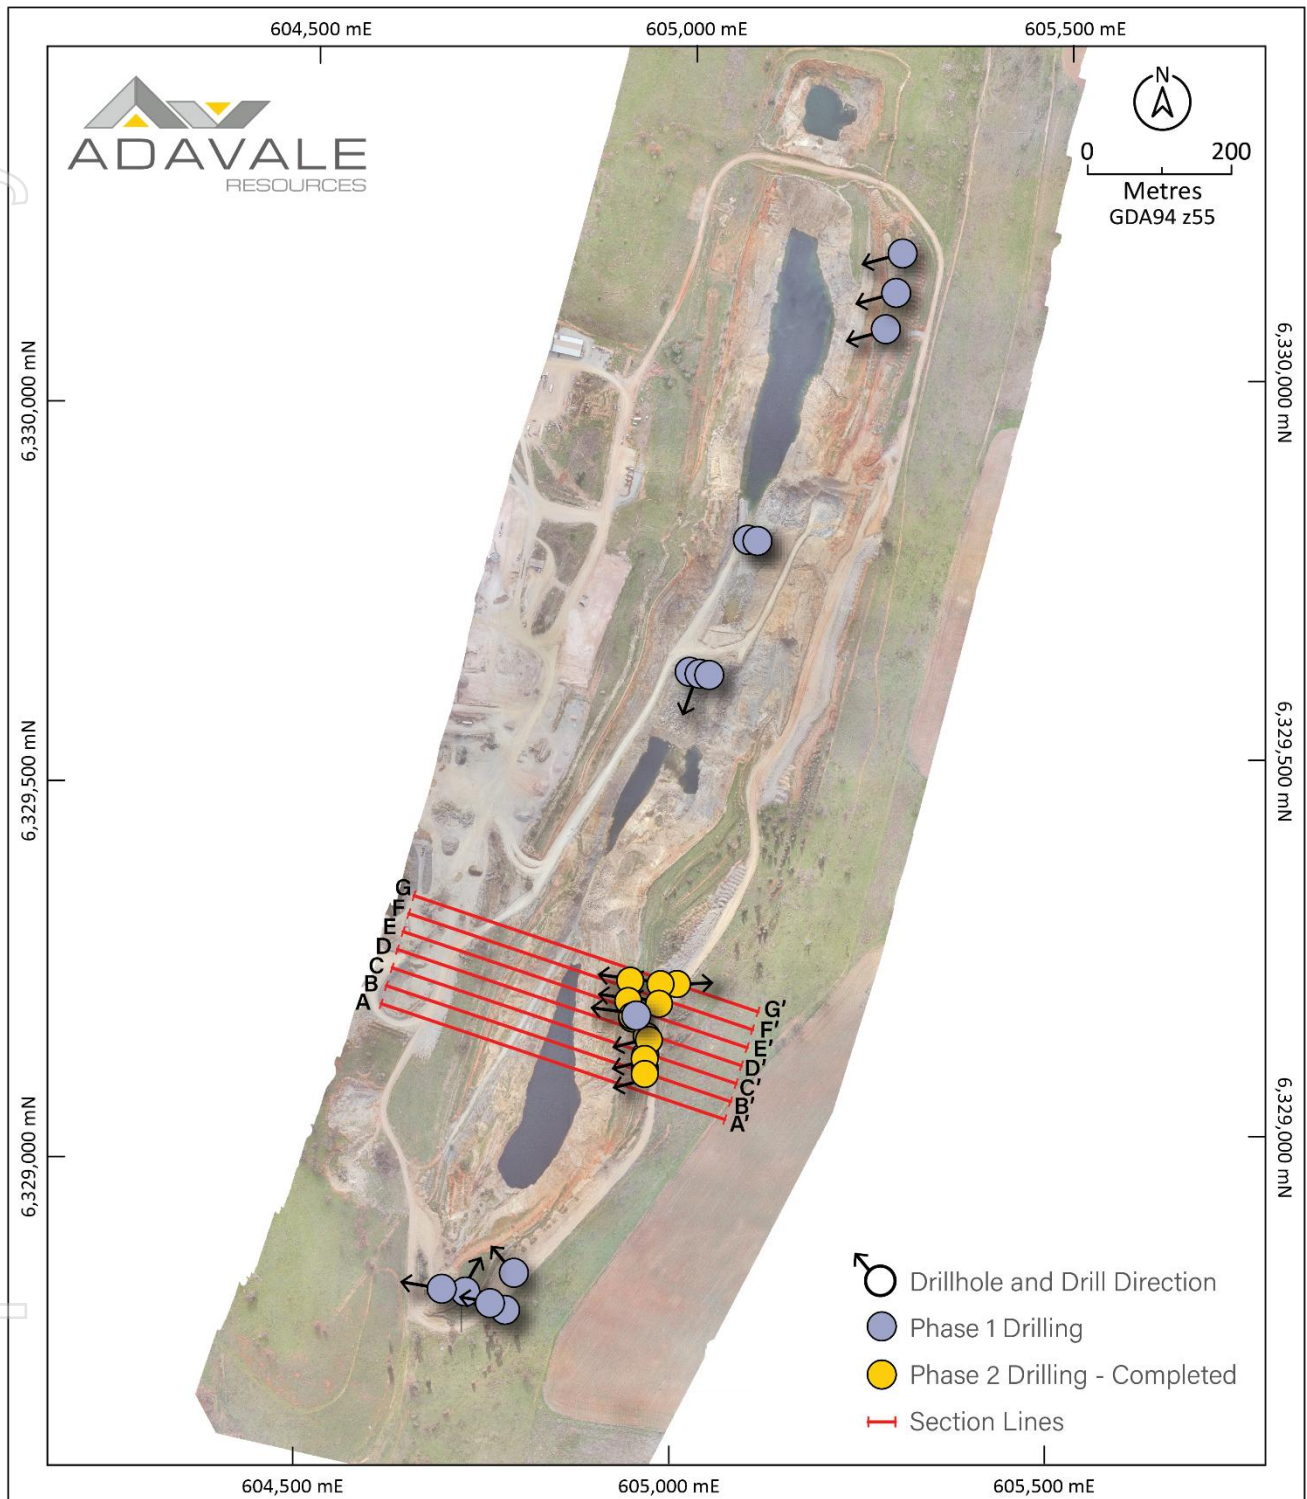 604,500 mE
605,000 mE
605,500 mE
ADAVALE
RESOURCES
N
0
200
Metres
GDA94 z55
6,330,000 mN
6,330,000 mN
6,329,500 mN
6,329,500 mN
G
F
E
D
C
B
A
G'
F'
E'
D'
C'
B'
A'
6,329,000 mN
6,329,000 mN
Drillhole and Drill Direction
Phase 1 Drilling
Phase 2 Drilling - Completed
Section Lines
604,500 mE
605,000 mE
605,500 mE